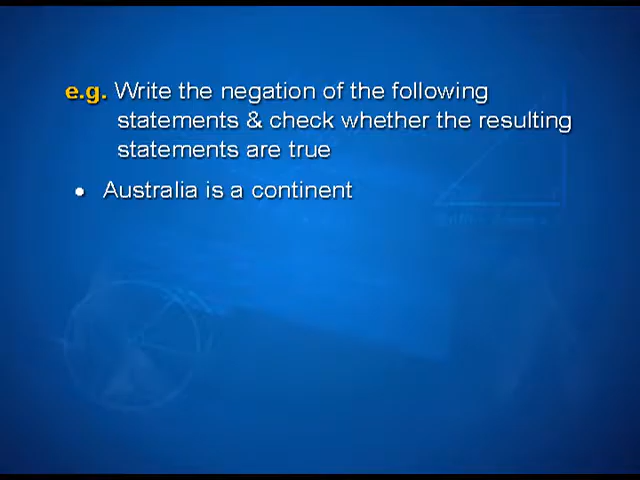 e.g. Write the negation of the following
statements & check whether the resulting
statements are true
• Australia is a continent